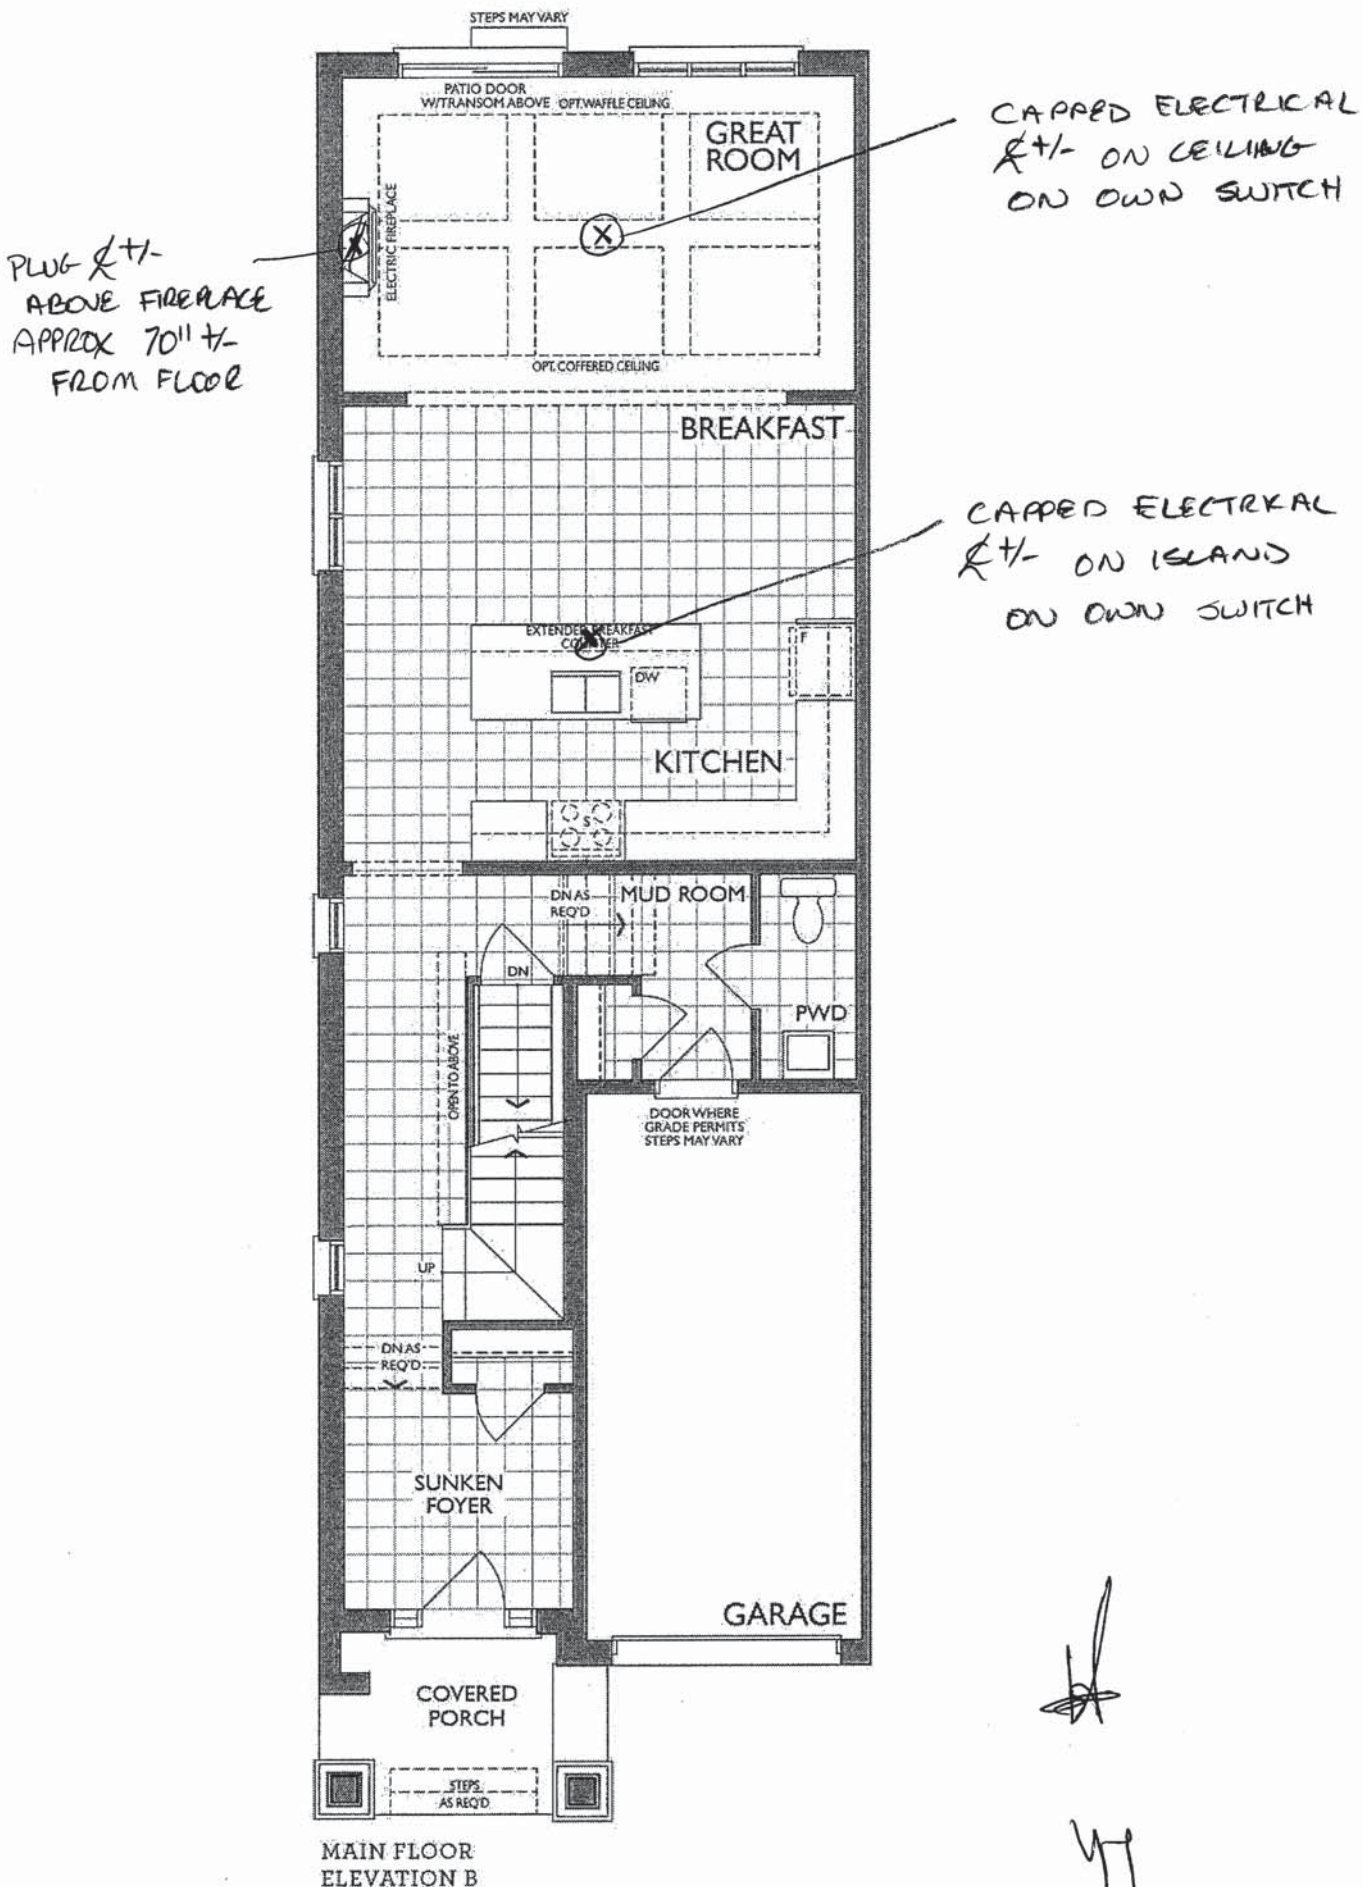 STEPS MAY VARY
PATIO DOOR
W/TRANSOM ABOVE
OPT. WAFFLE CEILING
GREAT
ROOM
CAPPED ELECTRICAL
℄ +/- ON CEILING
ON OWN SWITCH
ELECTRIC FIREPLACE
PLUG ℄ +/-
ABOVE FIREPLACE
APPROX 70" +/-
FROM FLOOR
OPT. COFFERED CEILING
BREAKFAST
CAPPED ELECTRICAL
℄ +/- ON ISLAND
ON OWN SWITCH
EXTENDED BREAKFAST
COUNTER
F
DW
KITCHEN
S
DN AS
REQ'D
MUD ROOM
DN
PWD
OPEN TO ABOVE
DOOR WHERE
GRADE PERMITS
STEPS MAY VARY
UP
DN AS
REQ'D
SUNKEN
FOYER
GARAGE
COVERED
PORCH
STEPS
AS REQ'D
MAIN FLOOR
ELEVATION B